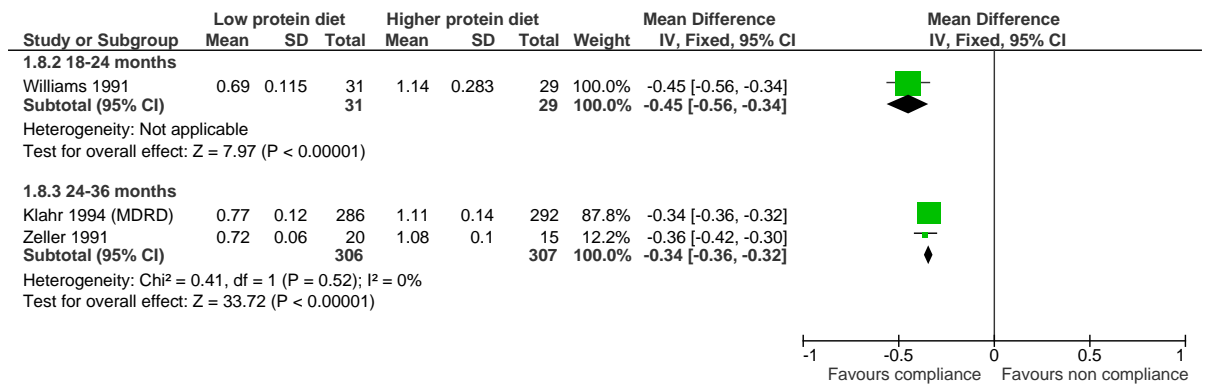 Low protein diet Higher protein diet Mean Difference Mean Difference
Study or Subgroup Mean SD Total Mean SD Total Weight IV, Fixed, 95% CI IV, Fixed, 95% CI
1.8.2 18-24 months
Williams 1991 0.69 0.115 31 1.14 0.283 29 100.0% -0.45 [-0.56, -0.34]
Subtotal (95% CI) 31 29 100.0% -0.45 [-0.56, -0.34]
Heterogeneity: Not applicable
Test for overall effect: Z = 7.97 (P < 0.00001)
1.8.3 24-36 months
Klahr 1994 (MDRD) 0.77 0.12 286 1.11 0.14 292 87.8% -0.34 [-0.36, -0.32]
Zeller 1991 0.72 0.06 20 1.08 0.1 15 12.2% -0.36 [-0.42, -0.30]
Subtotal (95% CI) 306 307 100.0% -0.34 [-0.36, -0.32]
Heterogeneity: Chi² = 0.41, df = 1 (P = 0.52); I² = 0%
Test for overall effect: Z = 33.72 (P < 0.00001)
-1 -0.5 0 0.5 1
Favours compliance Favours non compliance